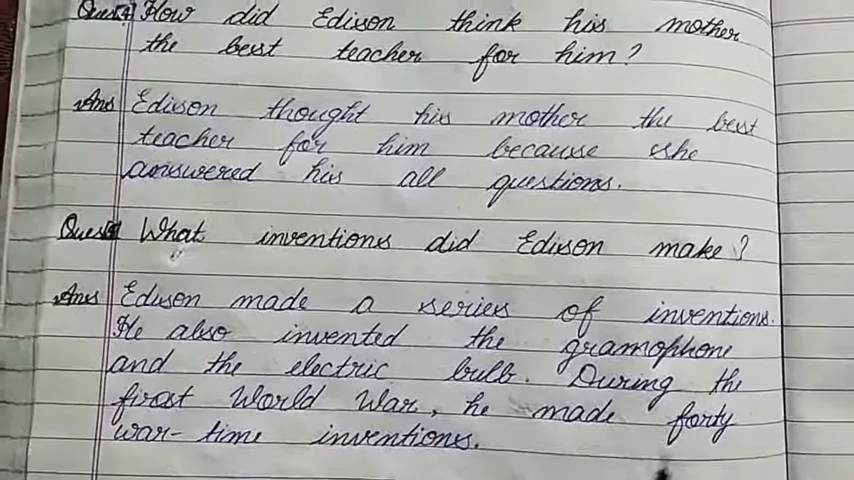 Ques4 How did Edison think his mother
the best teacher for him?
Ans Edison thought his mother the best
teacher for him because she
answered his all questions.
Ques5 What inventions did Edison make?
Ans Edison made a series of inventions.
He also invented the gramophone
and the electric bulb. During the
first World War, he made forty
war-time inventions.